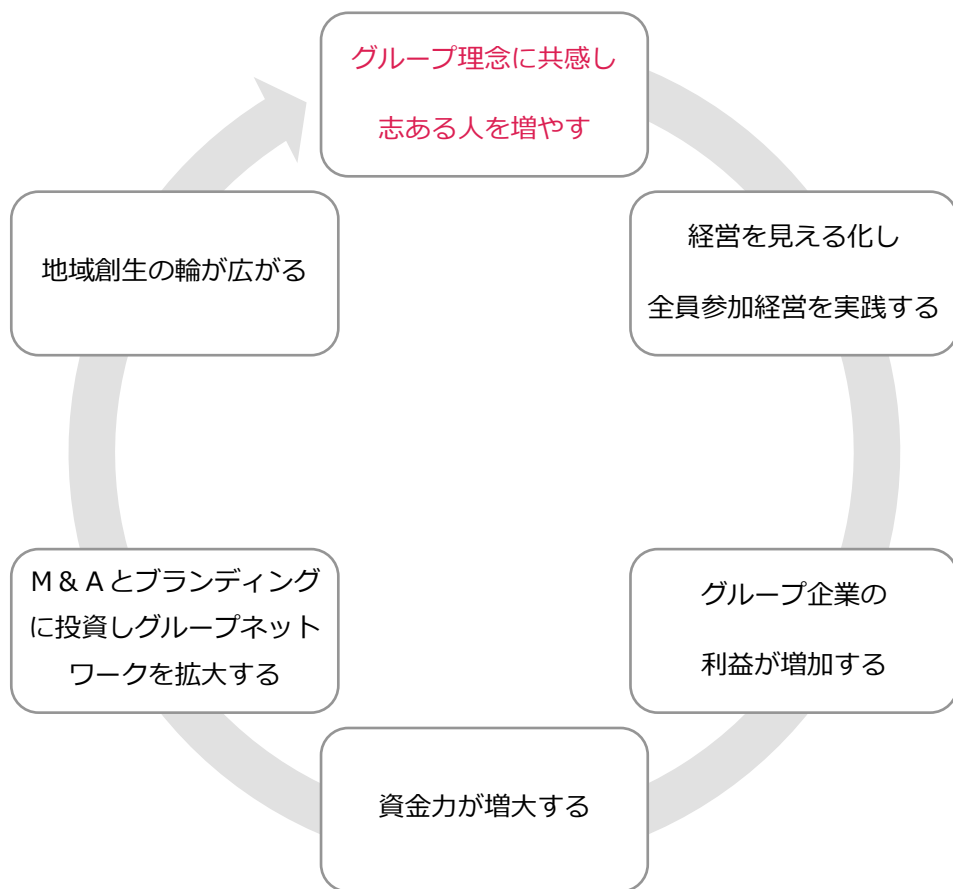 グループ理念に共感し
志ある人を増やす
経営を見える化し
全員参加経営を実践する
グループ企業の
利益が増加する
資金力が増大する
M & A とブランディング
に投資しグループネット
ワークを拡大する
地域創生の輪が広がる